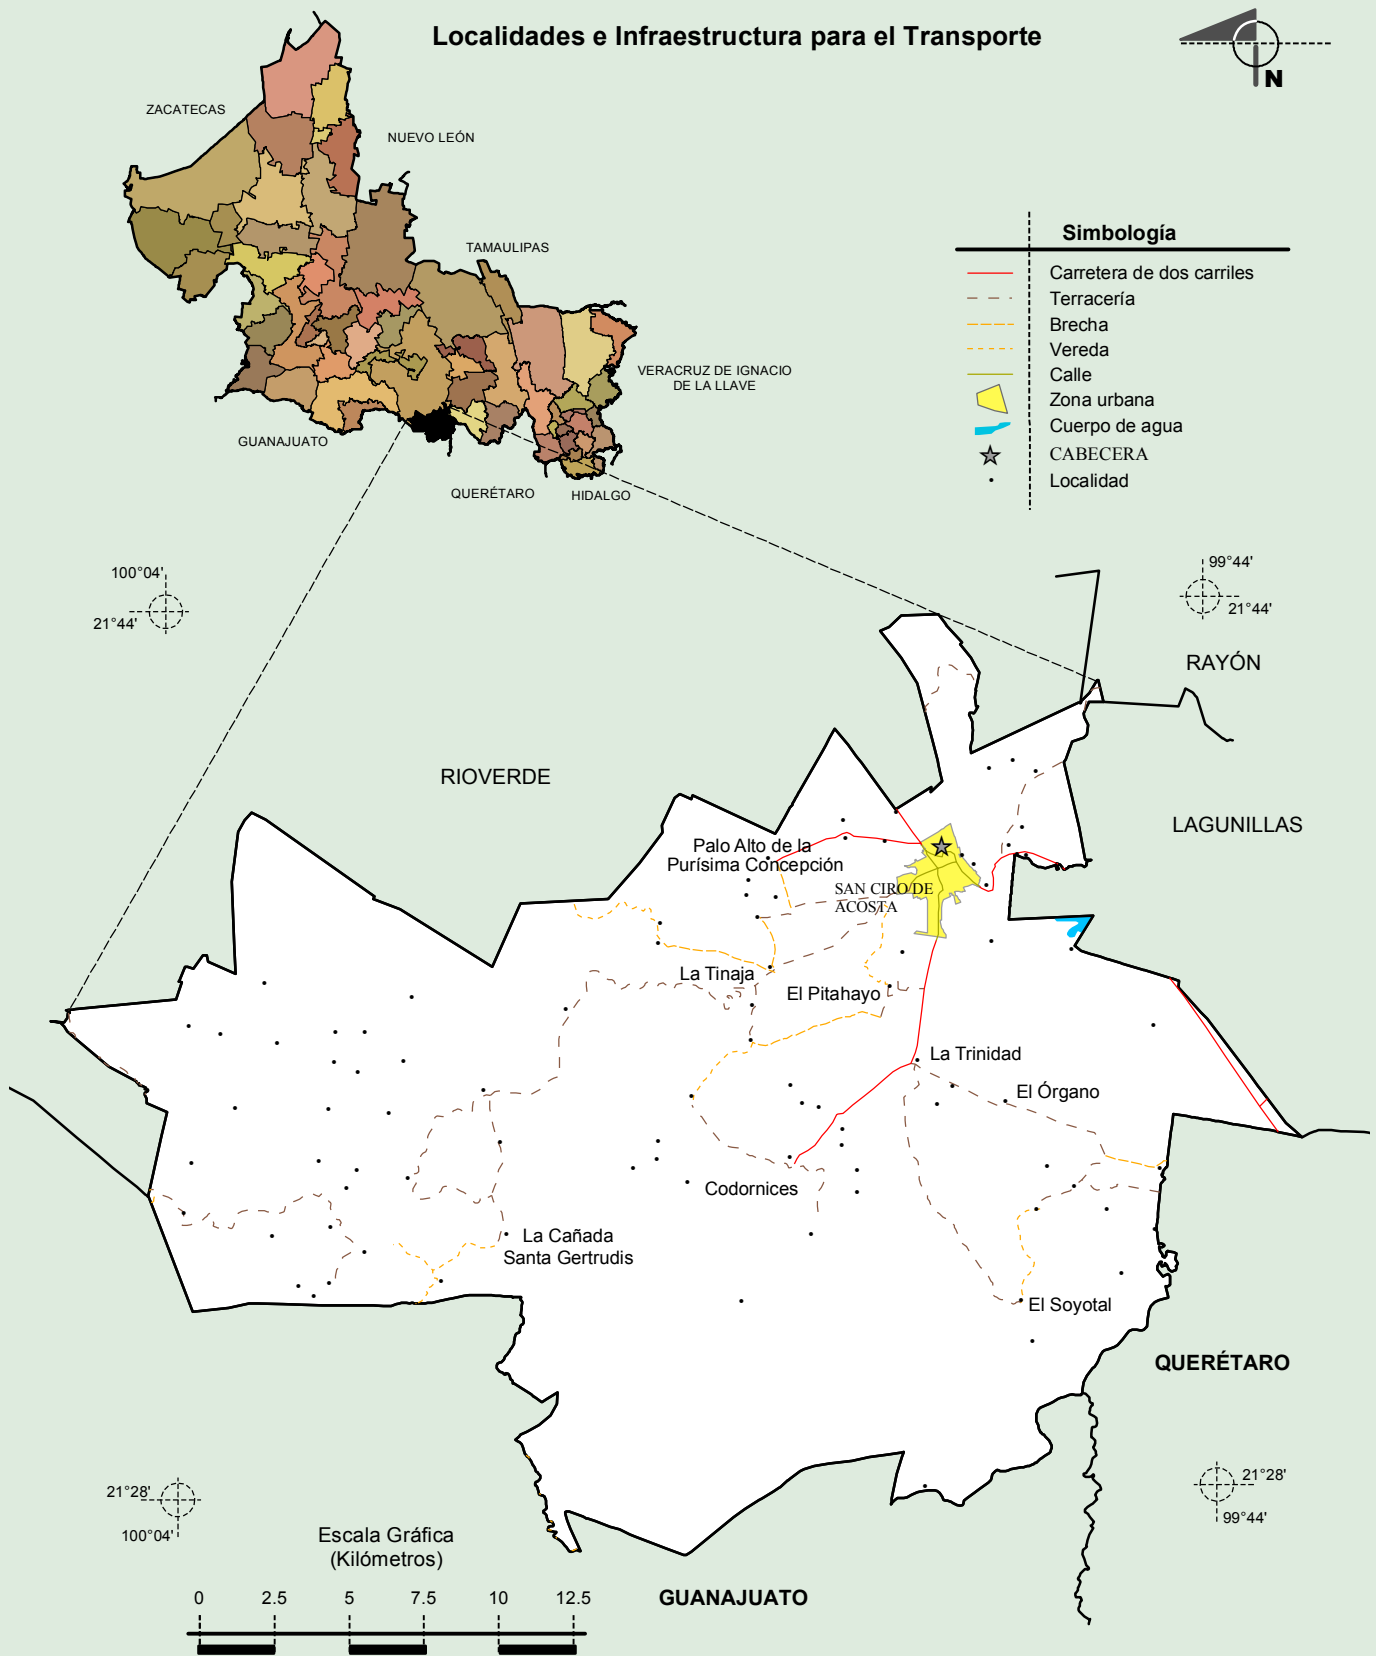 Localidades e Infraestructura para el Transporte
N
ZACATECAS
NUEVO LEÓN
TAMAULIPAS
VERACRUZ DE IGNACIO
DE LA LLAVE
GUANAJUATO
QUERÉTARO
HIDALGO
Simbología
Carretera de dos carriles
Terracería
Brecha
Vereda
Calle
Zona urbana
Cuerpo de agua
CABECERA
Localidad
100°04'
21°44'
99°44'
21°44'
RAYÓN
RIOVERDE
LAGUNILLAS
Palo Alto de la
Purísima Concepción
SAN CIRO DE
ACOSTA
La Tinaja
El Pitahayo
La Trinidad
El Órgano
Codornices
La Cañada
Santa Gertrudis
El Soyotal
QUERÉTARO
21°28'
100°04'
21°28'
99°44'
Escala Gráfica
(Kilómetros)
0 2.5 5 7.5 10 12.5
GUANAJUATO